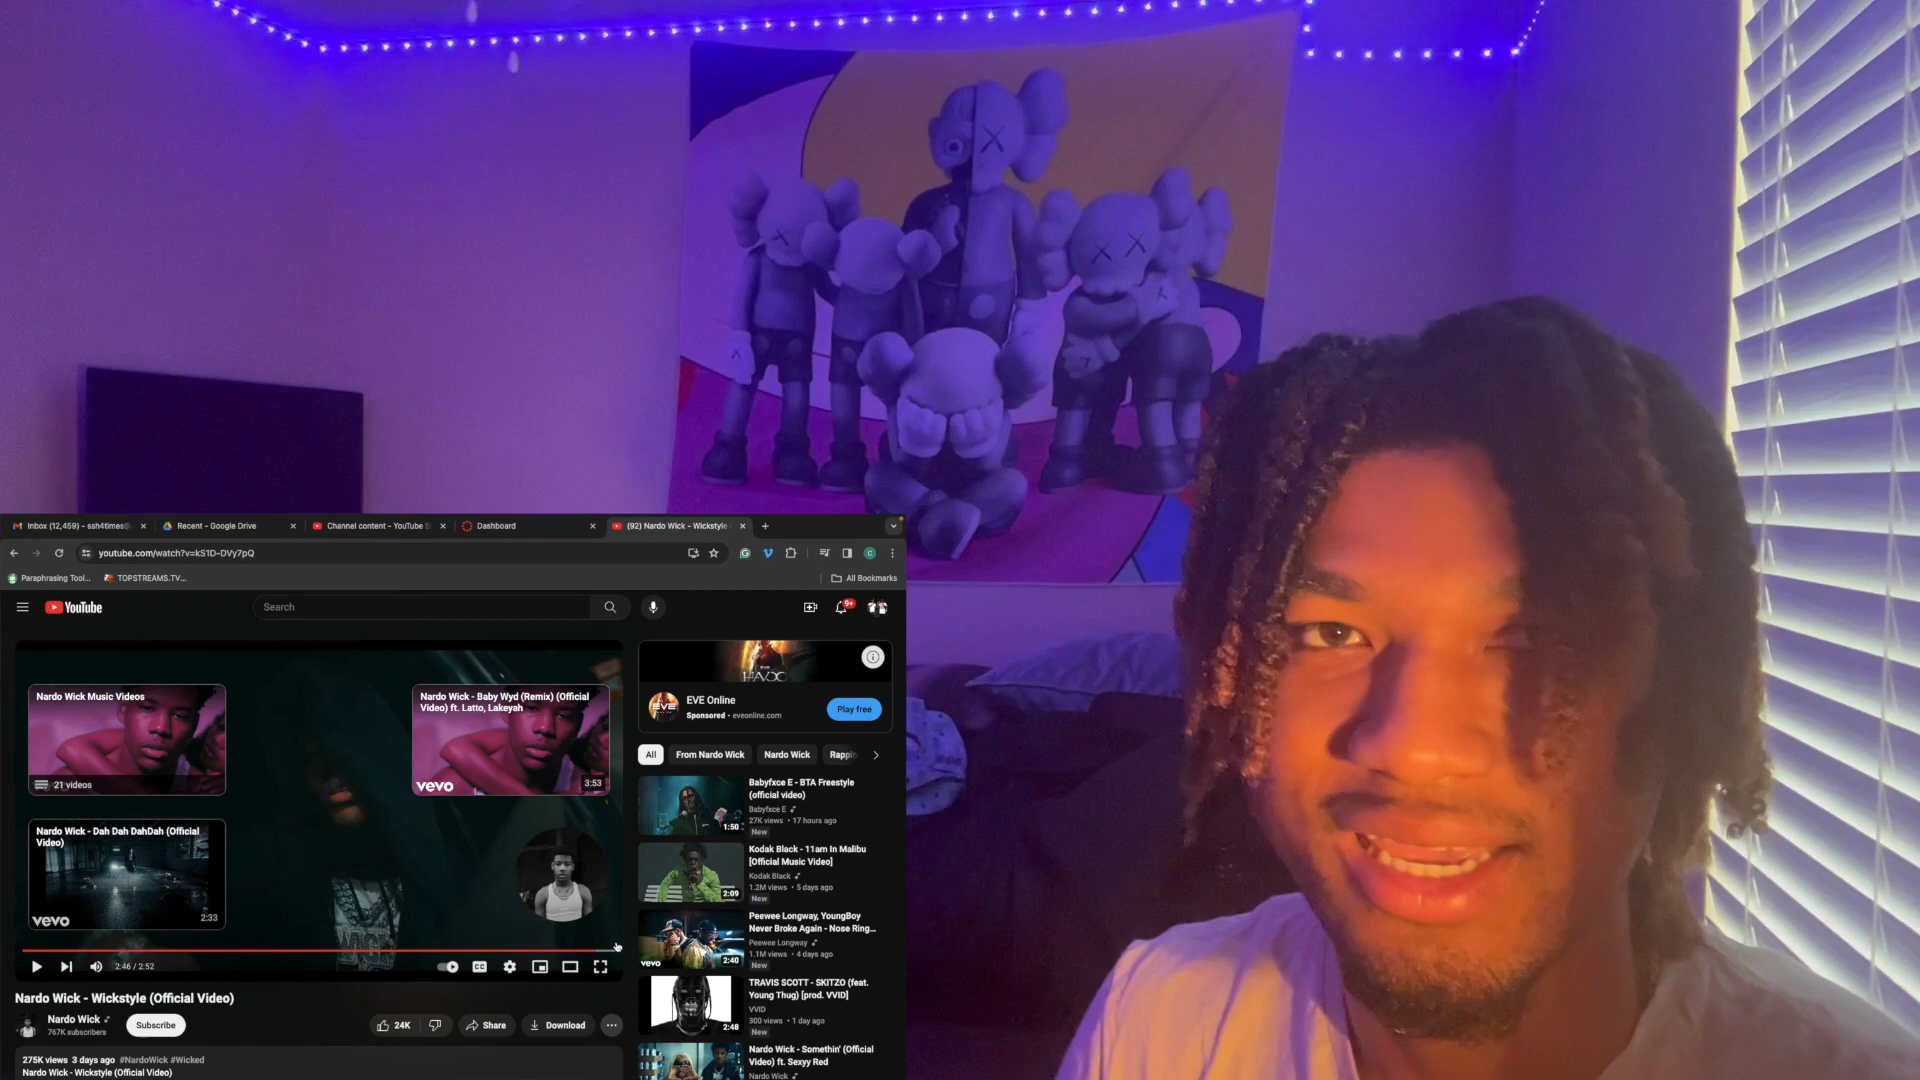 Inbox (12,459) - ssh4times@
Recent - Google Drive
Channel content - YouTube S
Dashboard
(92) Nardo Wick - Wickstyle
youtube.com/watch?v=kS1D-DVy7pQ
Paraphrasing Tool...
TOPSTREAMS.TV...
All Bookmarks
YouTube
Search
9+
Nardo Wick Music Videos
21 videos
Nardo Wick - Baby Wyd (Remix) (Official
Video) ft. Latto, Lakeyah
vevo
3:53
Nardo Wick - Dah Dah DahDah (Official
Video)
vevo
2:33
2:46 / 2:52
CC
Nardo Wick - Wickstyle (Official Video)
Nardo Wick
767K subscribers
Subscribe
24K
Share
Download
275K views 3 days ago #NardoWick #Wicked
Nardo Wick - Wickstyle (Official Video)
HAVOC
EVE
EVE Online
Sponsored • eveonline.com
Play free
All
From Nardo Wick
Nardo Wick
Rappin
Babyfxce E - BTA Freestyle
(official video)
Babyfxce E
27K views • 17 hours ago
New
1:50
Kodak Black - 11am In Malibu
[Official Music Video]
Kodak Black
1.2M views • 5 days ago
New
2:09
Peewee Longway, YoungBoy
Never Broke Again - Nose Ring...
Peewee Longway
1.1M views • 4 days ago
New
vevo
2:40
TRAVIS SCOTT - SKITZO (feat.
Young Thug) [prod. VVID]
VVID
300 views • 1 day ago
New
2:48
Nardo Wick - Somethin' (Official
Video) ft. Sexyy Red
Nardo Wick